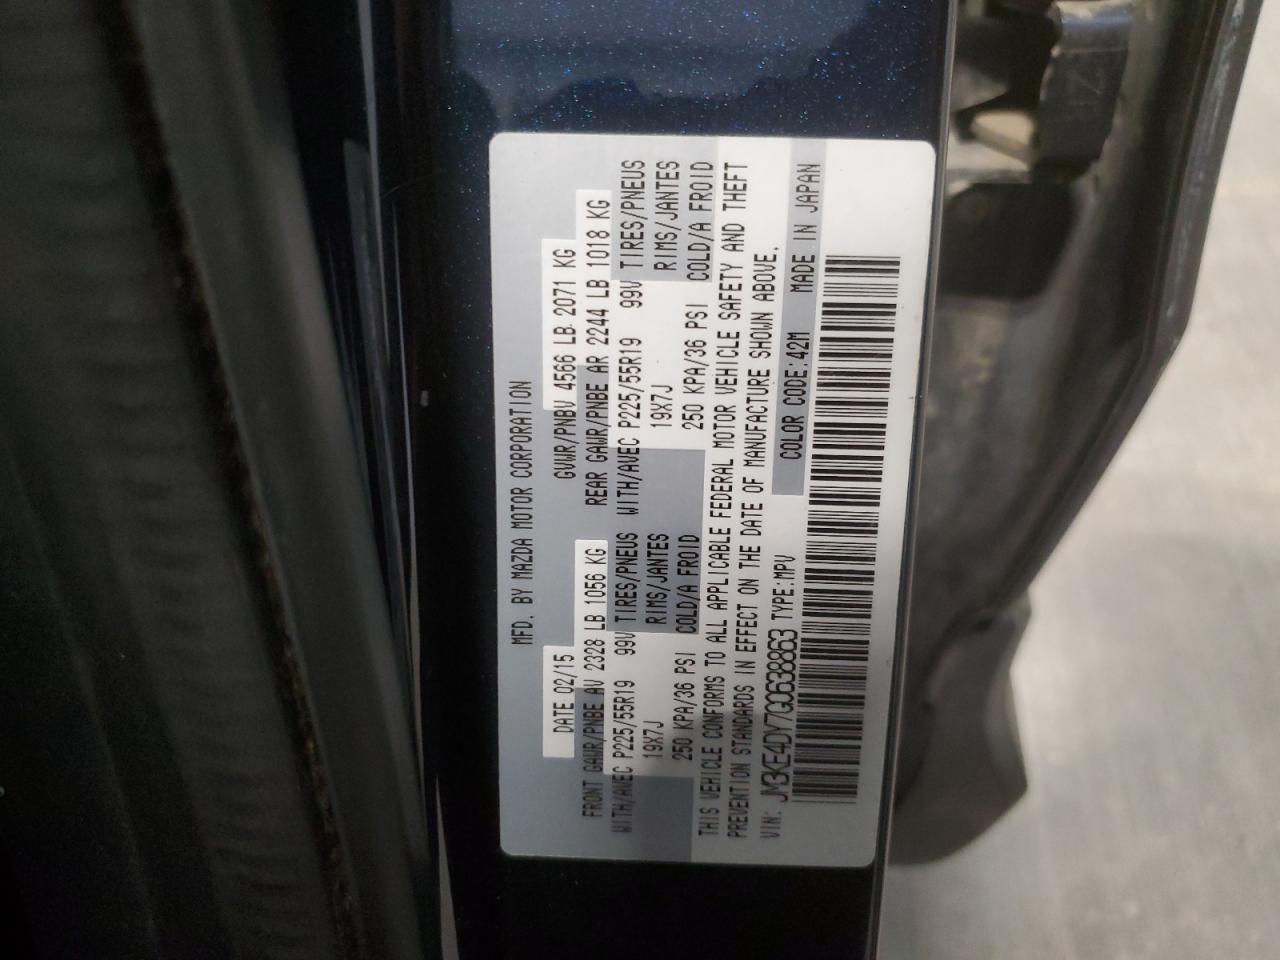 MFD. BY MAZDA MOTOR CORPORATION
DATE 02/15 GVWR/PNBV 4566 LB 2071 KG
FRONT GAWR/PNBE AV 2328 LB 1056 KG REAR GAWR/PNBE AR 2244 LB 1018 KG
WITH/AVEC P225/55R19 99V TIRES/PNEUS WITH/AVEC P225/55R19 99V TIRES/PNEUS
19X7J RIMS/JANTES 19X7J RIMS/JANTES
250 KPA/36 PSI COLD/A FROID 250 KPA/36 PSI COLD/A FROID
THIS VEHICLE CONFORMS TO ALL APPLICABLE FEDERAL MOTOR VEHICLE SAFETY AND THEFT
PREVENTION STANDARDS IN EFFECT ON THE DATE OF MANUFACTURE SHOWN ABOVE.
VIN: JM3KE4DY7G0638863 TYPE:MPV COLOR CODE:42M MADE IN JAPAN